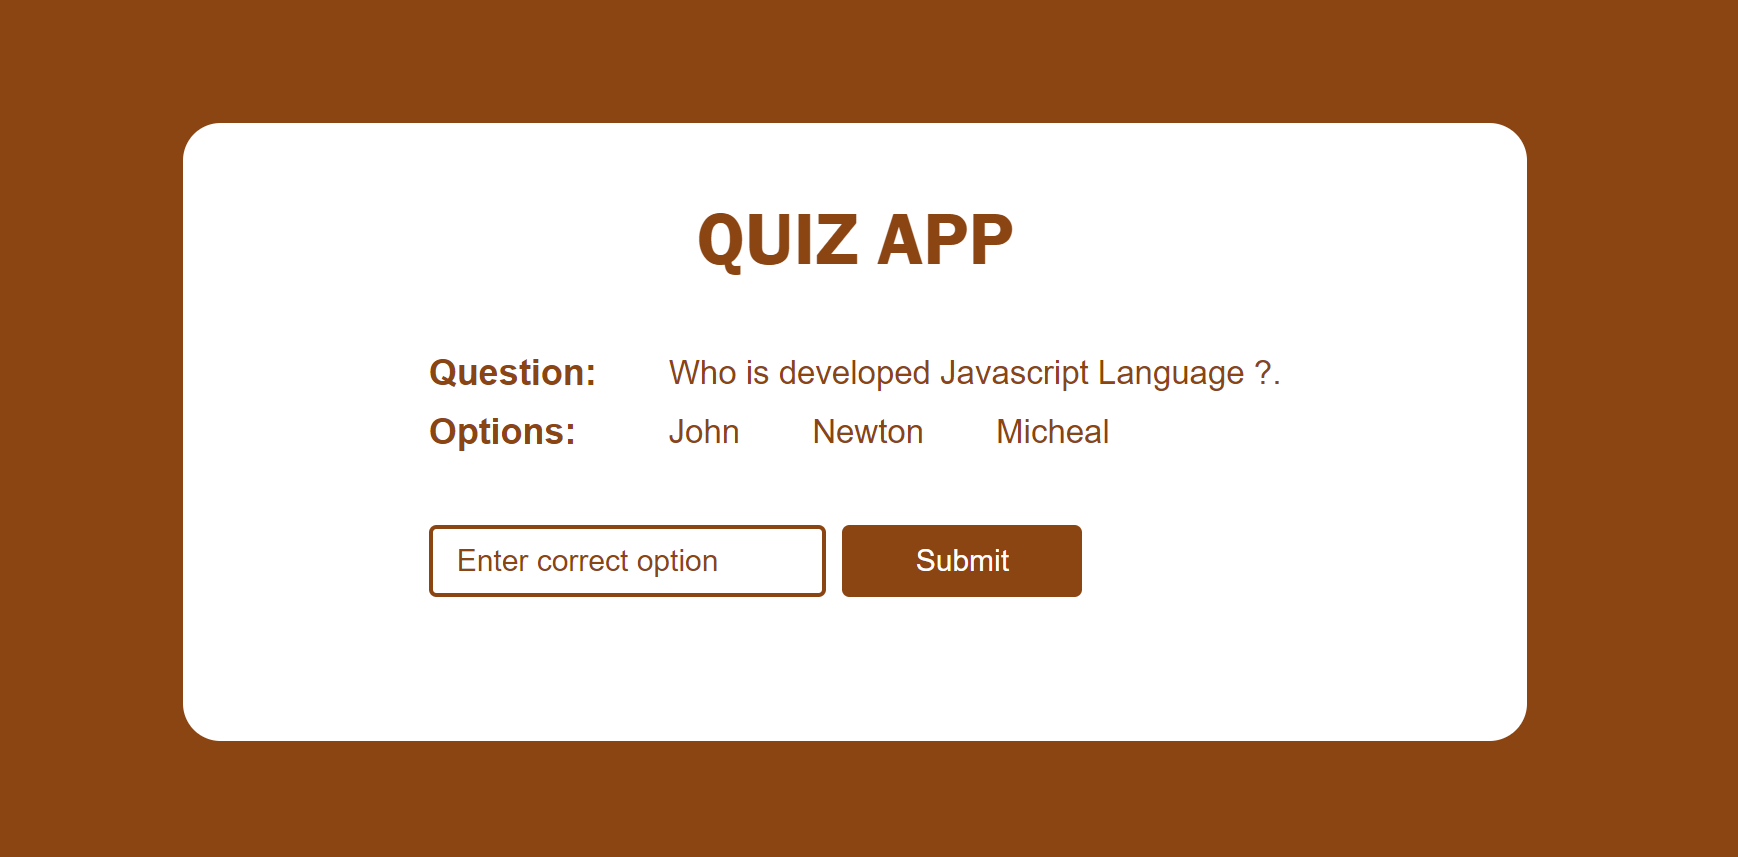 QUIZ APP
Question: Who is developed Javascript Language ?.
Options: John Newton Micheal
Enter correct option Submit